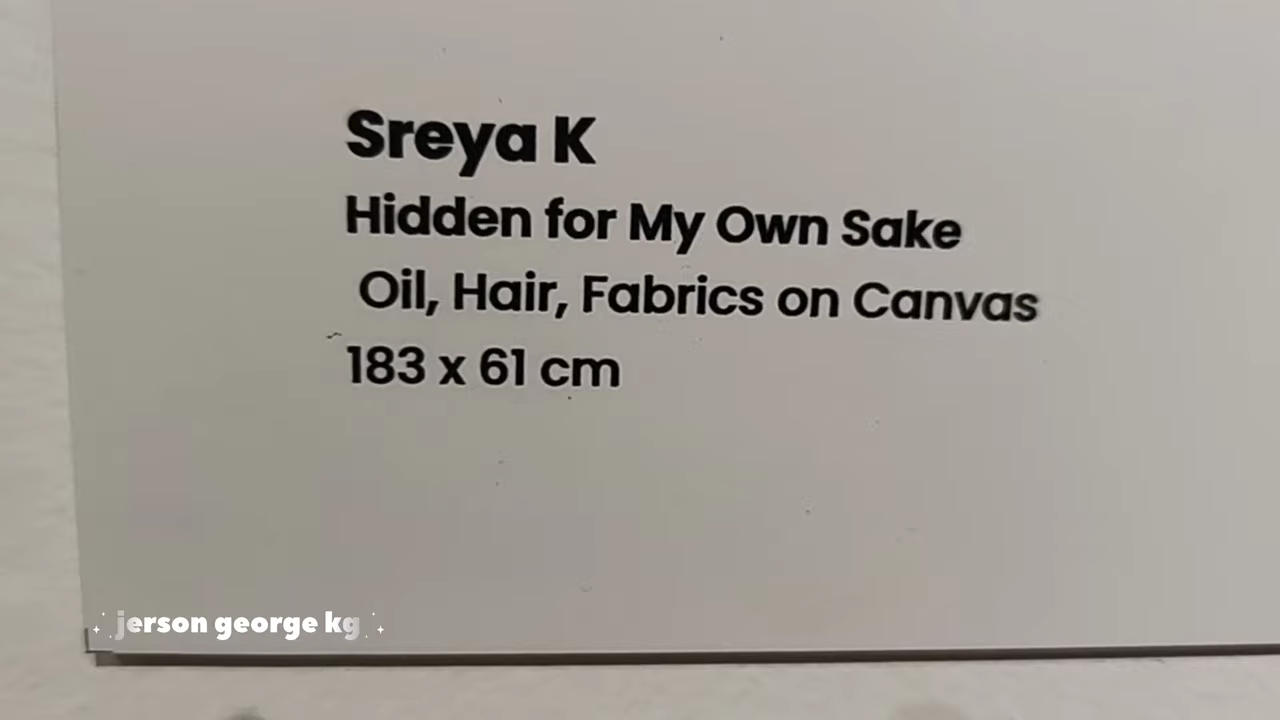 Sreya K
Hidden for My Own Sake
Oil, Hair, Fabrics on Canvas
183 x 61 cm
jerson george kg